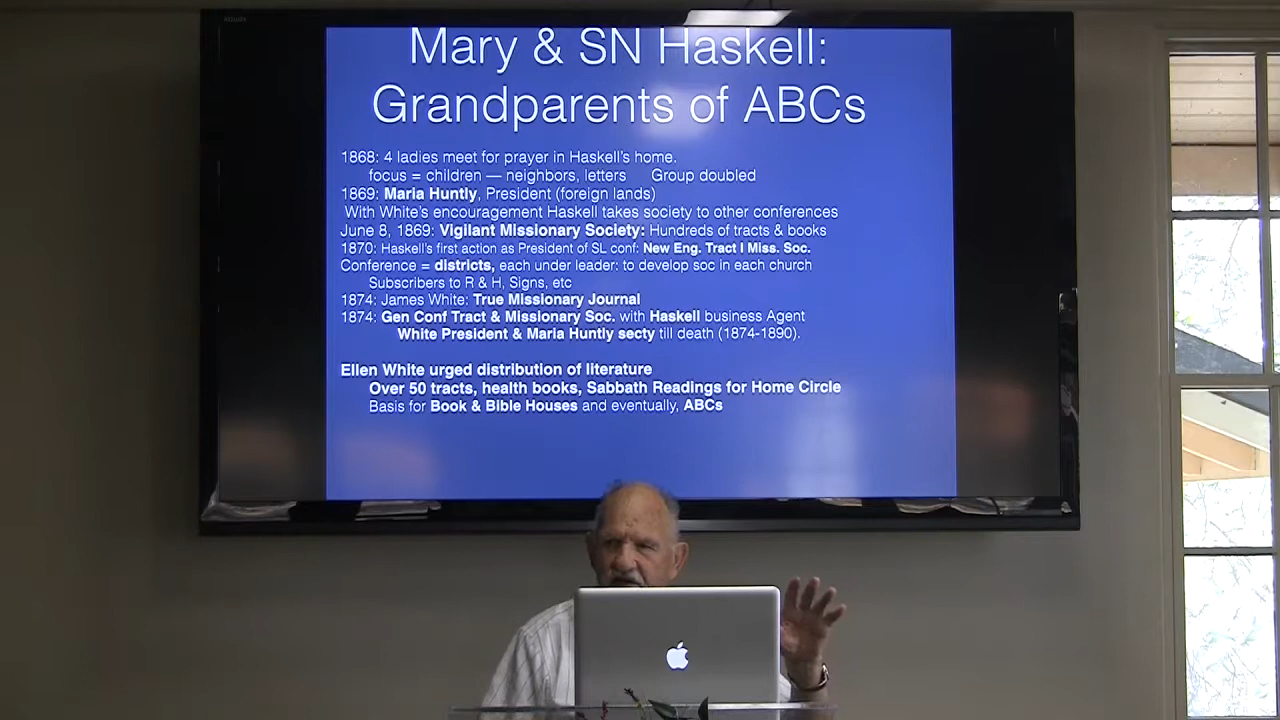 Mary & SN Haskell:
Grandparents of ABCs
1868: 4 ladies meet for prayer in Haskell's home.
focus = children — neighbors, letters Group doubled
1869: Maria Huntly, President (foreign lands)
With White's encouragement Haskell takes society to other conferences
June 8, 1869: Vigilant Missionary Society: Hundreds of tracts & books
1870: Haskell's first action as President of SL conf: New Eng. Tract I Miss. Soc.
Conference = districts, each under leader: to develop soc in each church
Subscribers to R & H, Signs, etc
1874: James White: True Missionary Journal
1874: Gen Conf Tract & Missionary Soc. with Haskell business Agent
White President & Maria Huntly secty till death (1874-1890).
Ellen White urged distribution of literature
Over 50 tracts, health books, Sabbath Readings for Home Circle
Basis for Book & Bible Houses and eventually, ABCs